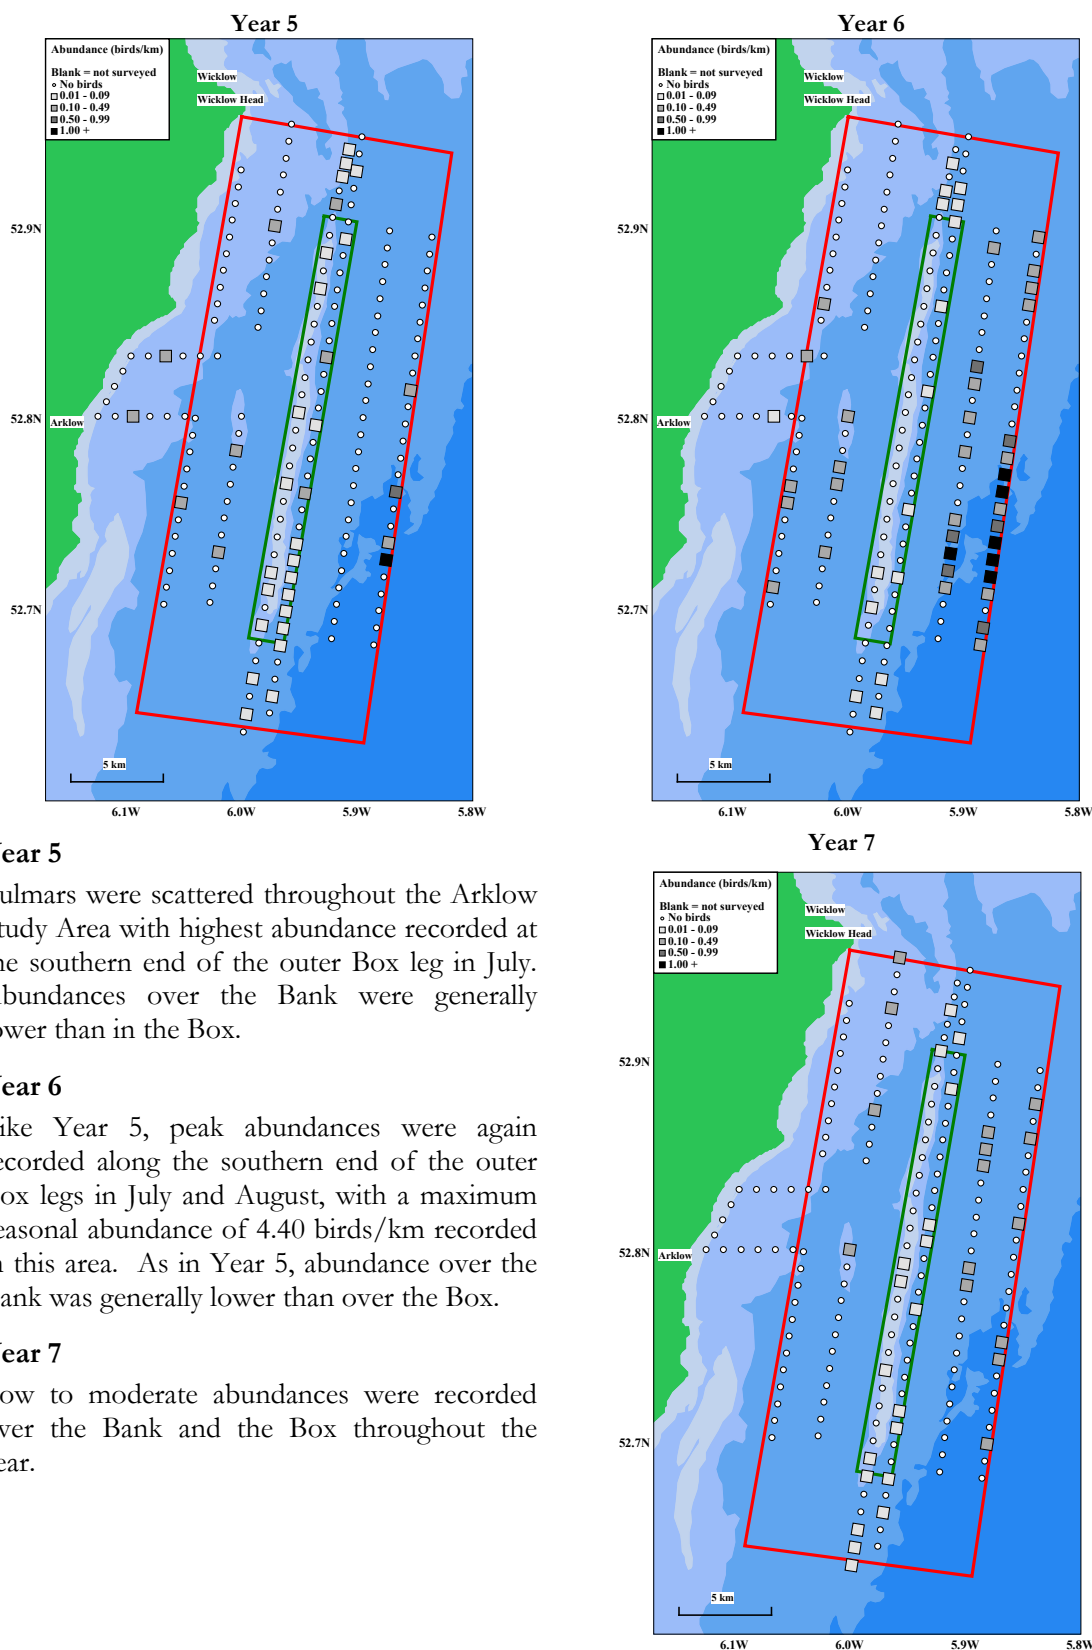 Year 5
Abundance (birds/km)
Blank = not surveyed
No birds
0.01 - 0.09
0.10 - 0.49
0.50 - 0.99
1.00 +
Wicklow
Wicklow Head
52.9N
52.8N
Arklow
52.7N
5 km
6.1W 6.0W 5.9W 5.8W
Year 6
Abundance (birds/km)
Blank = not surveyed
No birds
0.01 - 0.09
0.10 - 0.49
0.50 - 0.99
1.00 +
Wicklow
Wicklow Head
52.9N
52.8N
Arklow
52.7N
5 km
6.1W 6.0W 5.9W 5.8W
ear 5
ulmars were scattered throughout the Arklow
tudy Area with highest abundance recorded at
he southern end of the outer Box leg in July.
bundances over the Bank were generally
ower than in the Box.
ear 6
ike Year 5, peak abundances were again
ecorded along the southern end of the outer
ox legs in July and August, with a maximum
easonal abundance of 4.40 birds/km recorded
n this area. As in Year 5, abundance over the
ank was generally lower than over the Box.
ear 7
ow to moderate abundances were recorded
ver the Bank and the Box throughout the
ear.
Year 7
Abundance (birds/km)
Blank = not surveyed
No birds
0.01 - 0.09
0.10 - 0.49
0.50 - 0.99
1.00 +
Wicklow
Wicklow Head
52.9N
52.8N
Arklow
52.7N
5 km
6.1W 6.0W 5.9W 5.8W